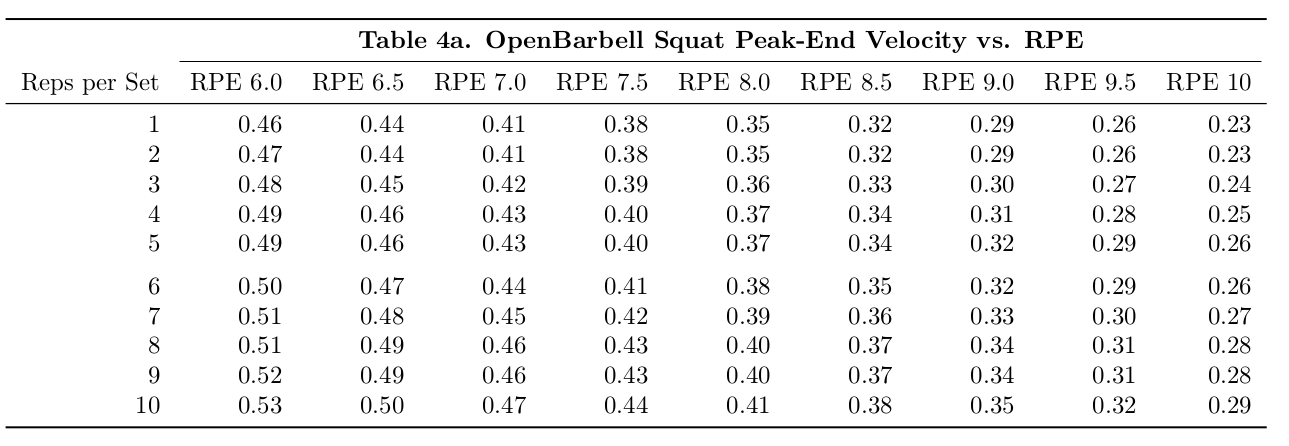 Table 4a. OpenBarbell Squat Peak-End Velocity vs. RPE
Reps per Set RPE 6.0 RPE 6.5 RPE 7.0 RPE 7.5 RPE 8.0 RPE 8.5 RPE 9.0 RPE 9.5 RPE 10
1 0.46 0.44 0.41 0.38 0.35 0.32 0.29 0.26 0.23
2 0.47 0.44 0.41 0.38 0.35 0.32 0.29 0.26 0.23
3 0.48 0.45 0.42 0.39 0.36 0.33 0.30 0.27 0.24
4 0.49 0.46 0.43 0.40 0.37 0.34 0.31 0.28 0.25
5 0.49 0.46 0.43 0.40 0.37 0.34 0.32 0.29 0.26
6 0.50 0.47 0.44 0.41 0.38 0.35 0.32 0.29 0.26
7 0.51 0.48 0.45 0.42 0.39 0.36 0.33 0.30 0.27
8 0.51 0.49 0.46 0.43 0.40 0.37 0.34 0.31 0.28
9 0.52 0.49 0.46 0.43 0.40 0.37 0.34 0.31 0.28
10 0.53 0.50 0.47 0.44 0.41 0.38 0.35 0.32 0.29